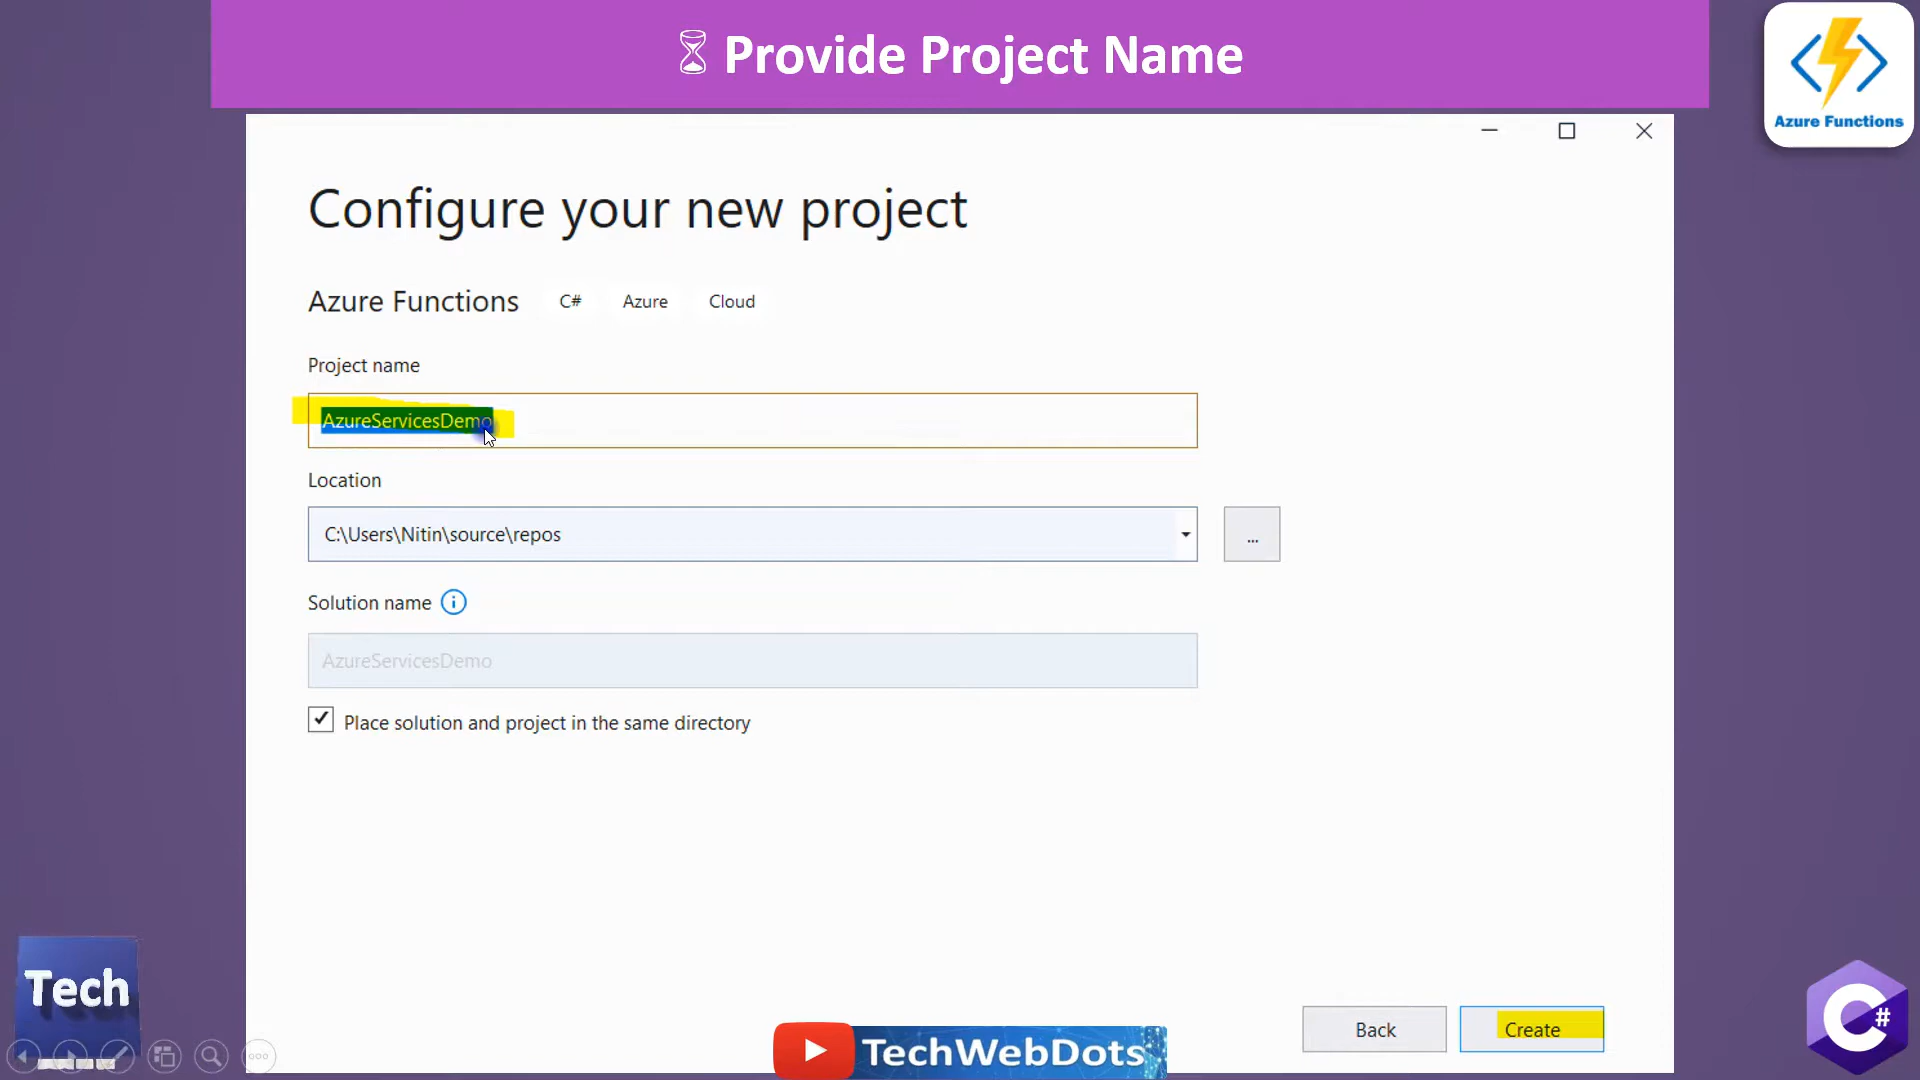 Provide Project Name
Azure Functions
Configure your new project
Azure Functions C# Azure Cloud
Project name
AzureServicesDemo
Location
C:\Users\Nitin\source\repos
...
Solution name
AzureServicesDemo
Place solution and project in the same directory
Back Create
Tech
TechWebDots
C#